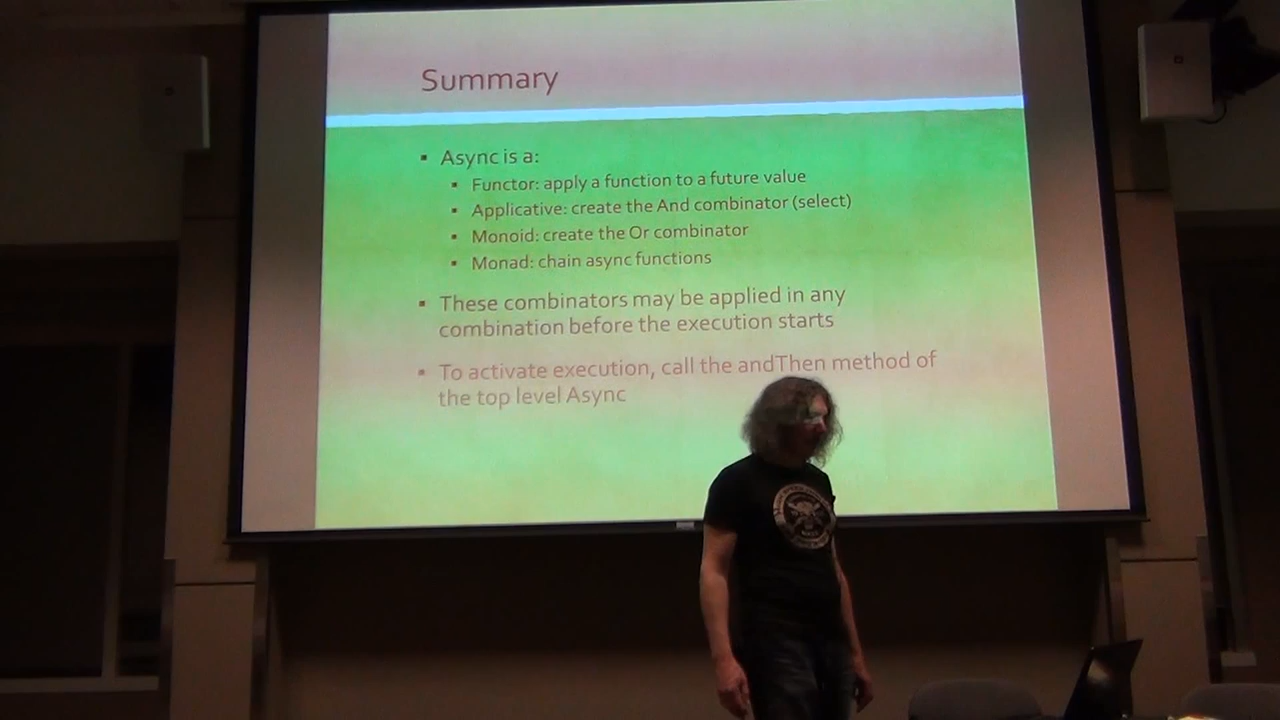 Summary
▪ Async is a:
▪ Functor: apply a function to a future value
▪ Applicative: create the And combinator (select)
▪ Monoid: create the Or combinator
▪ Monad: chain async functions
▪ These combinators may be applied in any
combination before the execution starts
▪ To activate execution, call the andThen method of
the top level Async